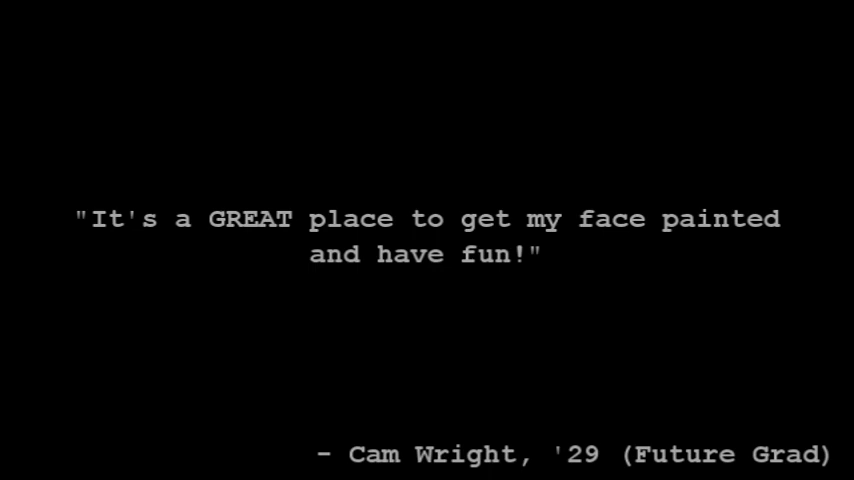 "It's a GREAT place to get my face painted
and have fun!"
- Cam Wright, '29 (Future Grad)